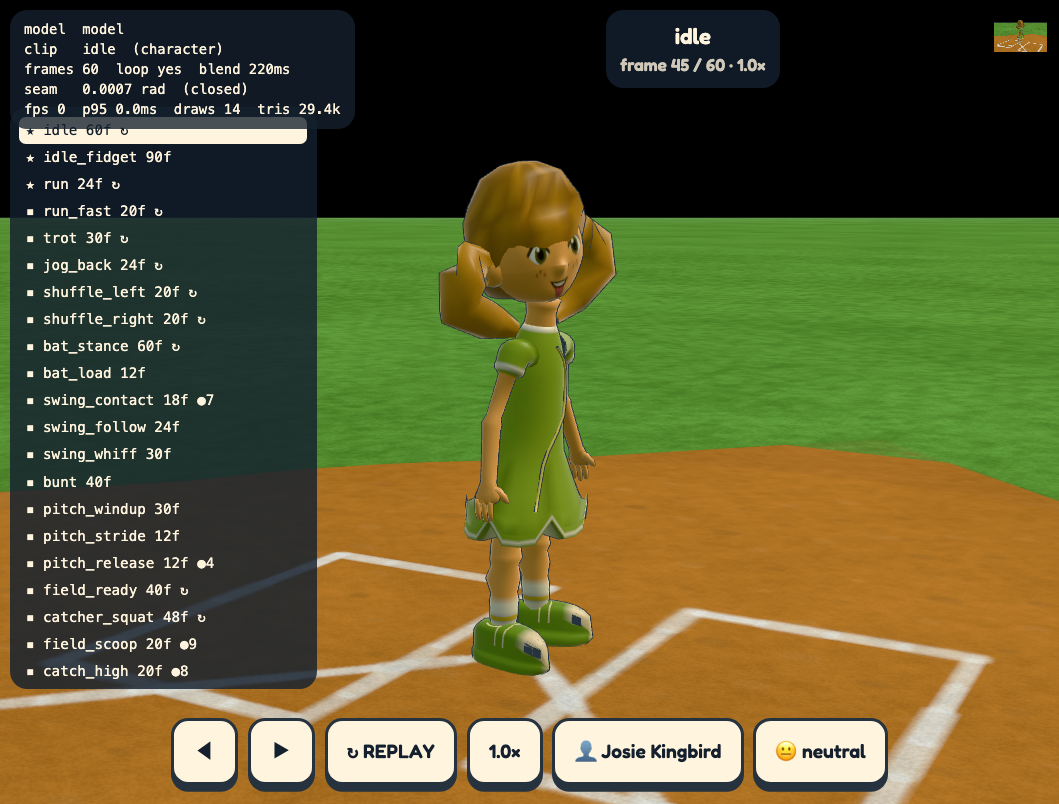 model  model
clip   idle  (character)
frames 60  loop yes  blend 220ms
seam   0.0007 rad  (closed)
fps 0  p95 0.0ms  draws 14  tris 29.4k
★ idle 60f ↻
★ idle_fidget 90f
★ run 24f ↻
▪ run_fast 20f ↻
▪ trot 30f ↻
▪ jog_back 24f ↻
▪ shuffle_left 20f ↻
▪ shuffle_right 20f ↻
▪ bat_stance 60f ↻
▪ bat_load 12f
▪ swing_contact 18f ●7
▪ swing_follow 24f
▪ swing_whiff 30f
▪ bunt 40f
▪ pitch_windup 30f
▪ pitch_stride 12f
▪ pitch_release 12f ●4
▪ field_ready 40f ↻
▪ catcher_squat 48f ↻
▪ field_scoop 20f ●9
▪ catch_high 20f ●8
idle
frame 45 / 60 · 1.0x
◀ ▶ ↻ REPLAY 1.0x 👤 Josie Kingbird 😐 neutral